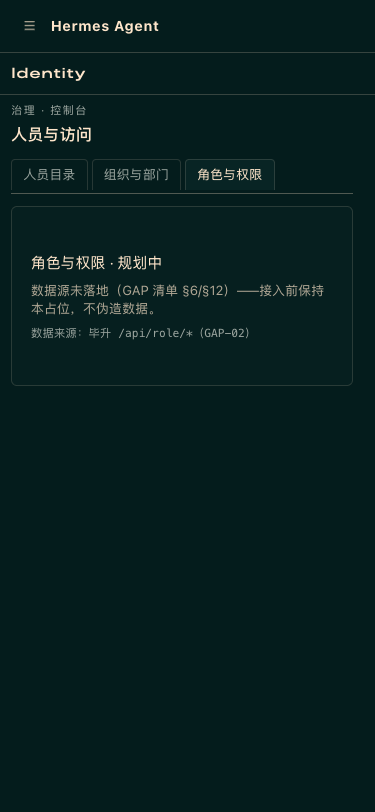 ☰ Hermes Agent
Identity
治理 · 控制台
人员与访问
人员目录 组织与部门 角色与权限
角色与权限 · 规划中
数据源未落地（GAP 清单 §6/§12）——接入前保持
本占位，不伪造数据。
数据来源：毕升 /api/role/*（GAP-02）